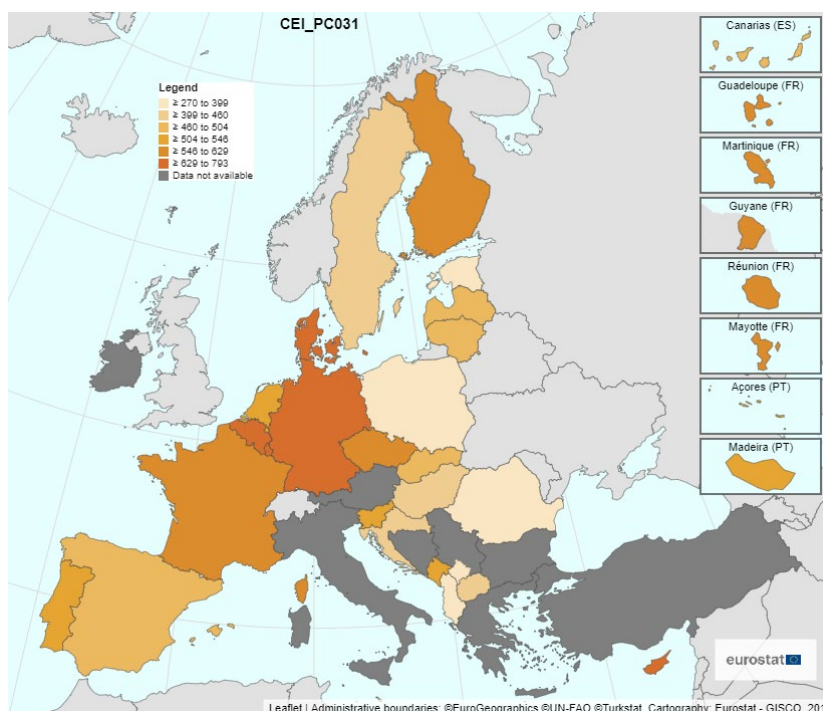 CEI_PC031
Legend
≥ 270 to 399
≥ 399 to 460
≥ 460 to 504
≥ 504 to 546
≥ 546 to 629
≥ 629 to 793
Data not available
Canarias (ES)
Guadeloupe (FR)
Martinique (FR)
Guyane (FR)
Réunion (FR)
Mayotte (FR)
Açores (PT)
Madeira (PT)
eurostat
Leaflet | Administrative boundaries: ©EuroGeographics ©UN-FAO ©Turkstat, Cartography: Eurostat - GISCO, 201